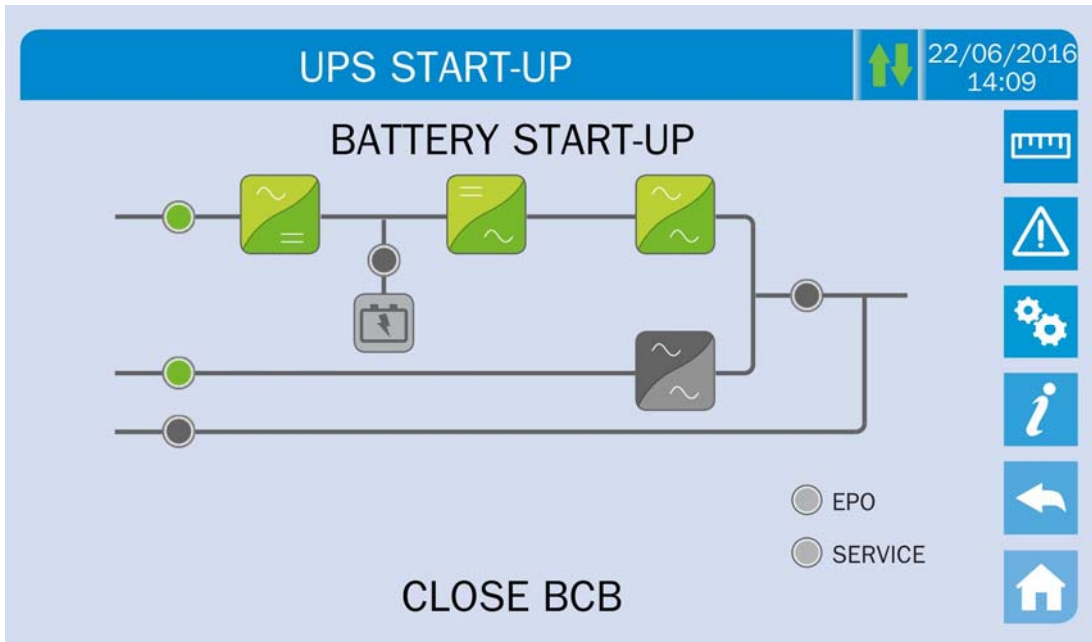 UPS START-UP
22/06/2016
14:09
BATTERY START-UP
EPO
SERVICE
CLOSE BCB